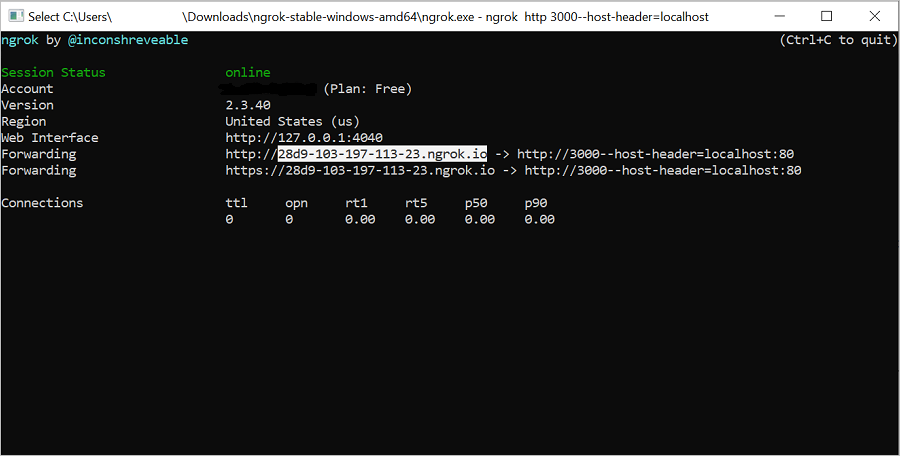 Select C:\Users\ \Downloads\ngrok-stable-windows-amd64\ngrok.exe - ngrok  http 3000--host-header=localhost
ngrok by @inconshreveable (Ctrl+C to quit)
Session Status online
Account (Plan: Free)
Version 2.3.40
Region United States (us)
Web Interface http://127.0.0.1:4040
Forwarding http://28d9-103-197-113-23.ngrok.io -> http://3000--host-header=localhost:80
Forwarding https://28d9-103-197-113-23.ngrok.io -> http://3000--host-header=localhost:80
Connections ttl opn rt1 rt5 p50 p90
0 0 0.00 0.00 0.00 0.00